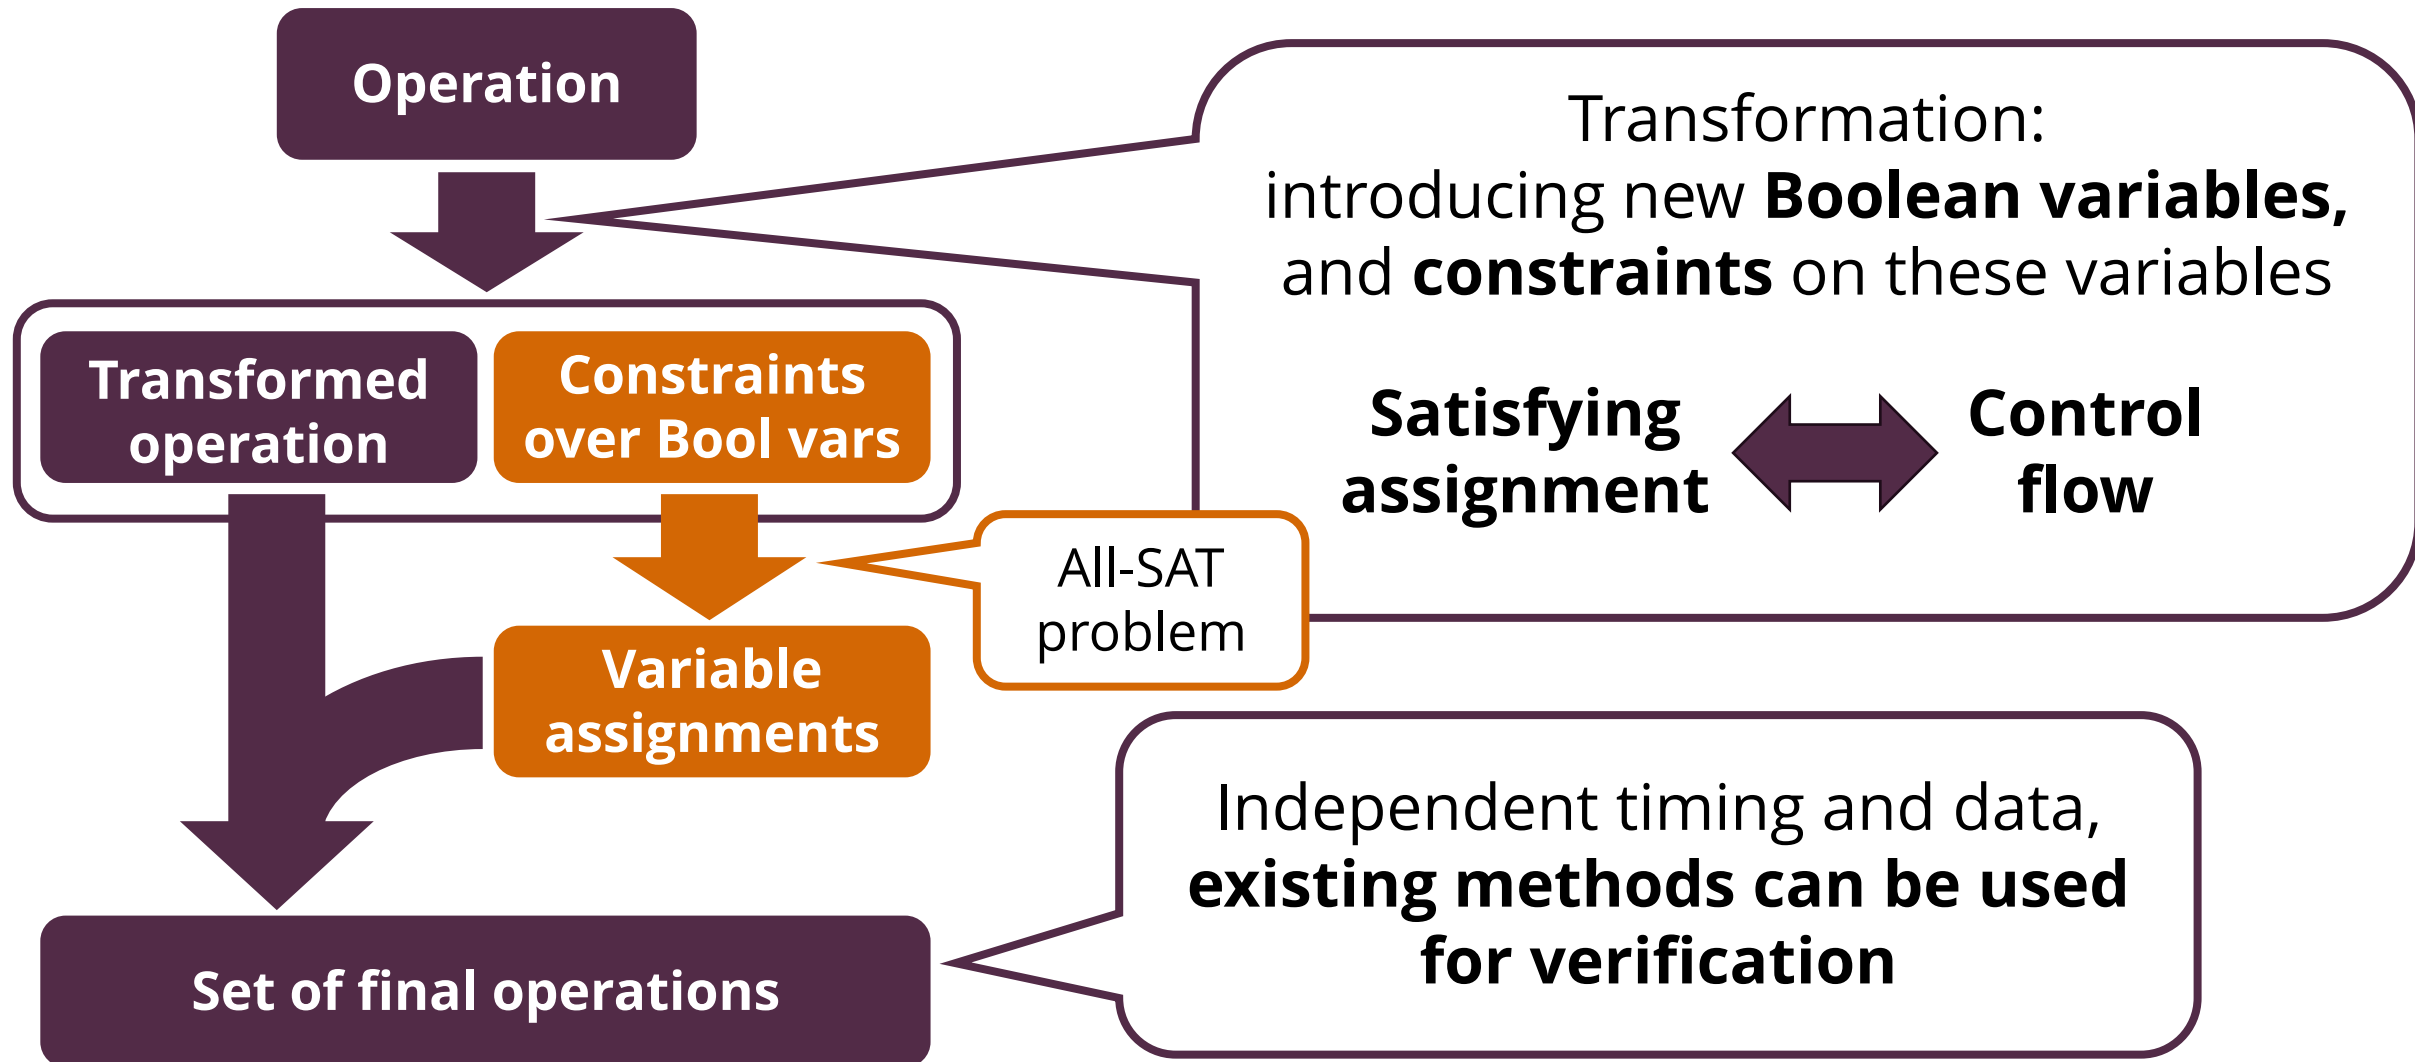 Operation
Transformation:
introducing new Boolean variables,
and constraints on these variables
Satisfying
assignment
Control
flow
Transformed
operation
Constraints
over Bool vars
All-SAT
problem
Variable
assignments
Independent timing and data,
existing methods can be used
for verification
Set of final operations